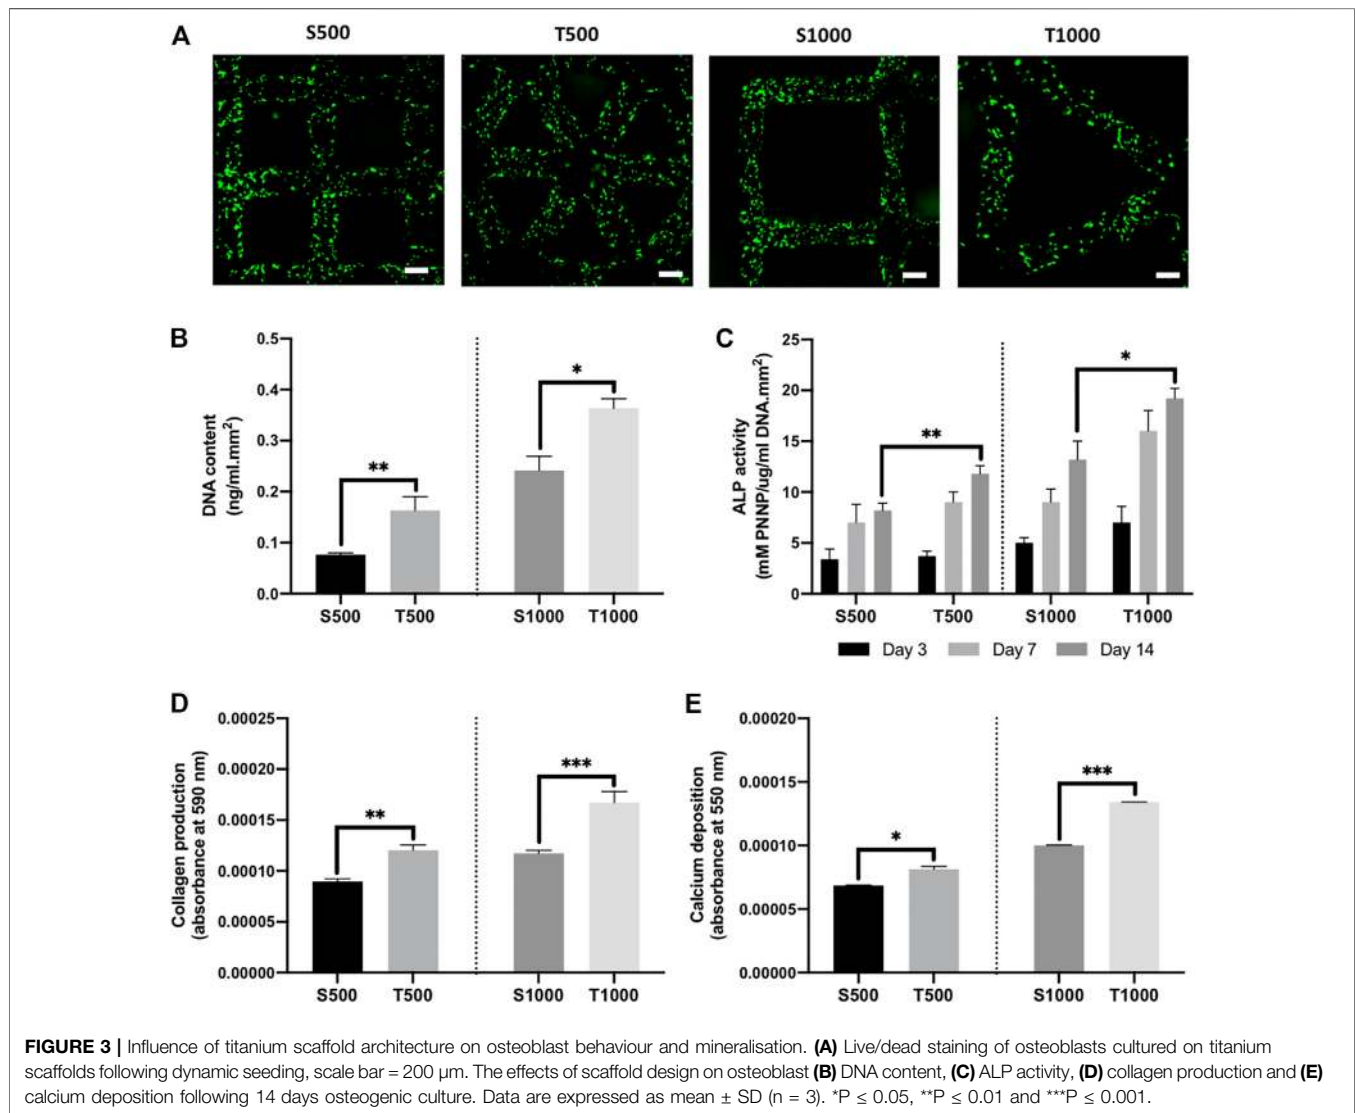 A
S500
T500
S1000
T1000
B
DNA content
(ng/ml.mm²)
0.5
0.4
0.3
0.2
0.1
0.0
**
*
S500 T500 S1000 T1000
C
ALP activity
(mM PNNP/ug/ml DNA.mm²)
25
20
15
10
5
0
**
*
S500 T500 S1000 T1000
Day 3 Day 7 Day 14
D
Collagen production
(absorbance at 590 nm)
0.00025
0.00020
0.00015
0.00010
0.00005
0.00000
**
***
S500 T500 S1000 T1000
E
Calcium deposition
(absorbance at 550 nm)
0.00020
0.00015
0.00010
0.00005
0.00000
*
***
S500 T500 S1000 T1000
FIGURE 3 | Influence of titanium scaffold architecture on osteoblast behaviour and mineralisation. (A) Live/dead staining of osteoblasts cultured on titanium
scaffolds following dynamic seeding, scale bar = 200 µm. The effects of scaffold design on osteoblast (B) DNA content, (C) ALP activity, (D) collagen production and (E)
calcium deposition following 14 days osteogenic culture. Data are expressed as mean ± SD (n = 3). *P ≤ 0.05, **P ≤ 0.01 and ***P ≤ 0.001.